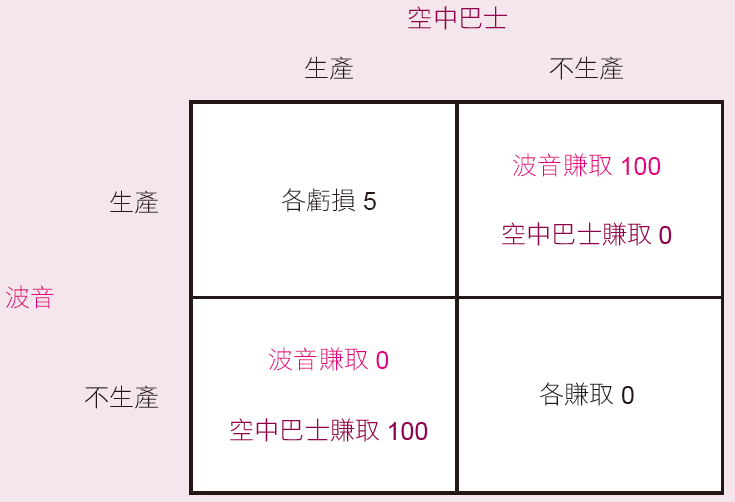 空中巴士
生產
不生產
生產
各虧損 5
波音賺取 100
空中巴士賺取 0
波音
不生產
波音賺取 0
空中巴士賺取 100
各賺取 0